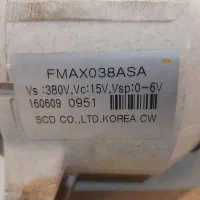 FMAX038ASA
Vs :380V,Vc:15V,Vsp:0~6V
160609 0951
SCD CO.,LTD.KOREA CW